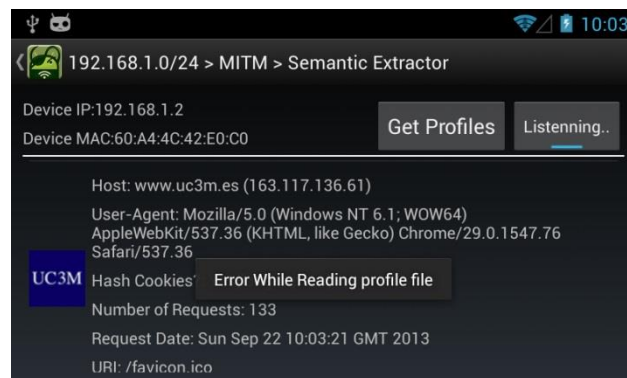 10:03
192.168.1.0/24 > MITM > Semantic Extractor
Device IP:192.168.1.2
Device MAC:60:A4:4C:42:E0:C0
Get Profiles
Listenning..
Host: www.uc3m.es (163.117.136.61)
User-Agent: Mozilla/5.0 (Windows NT 6.1; WOW64)
AppleWebKit/537.36 (KHTML, like Gecko) Chrome/29.0.1547.76
Safari/537.36
UC3M
Hash Cookies
Error While Reading profile file
Number of Requests: 133
Request Date: Sun Sep 22 10:03:21 GMT 2013
URI: /favicon.ico